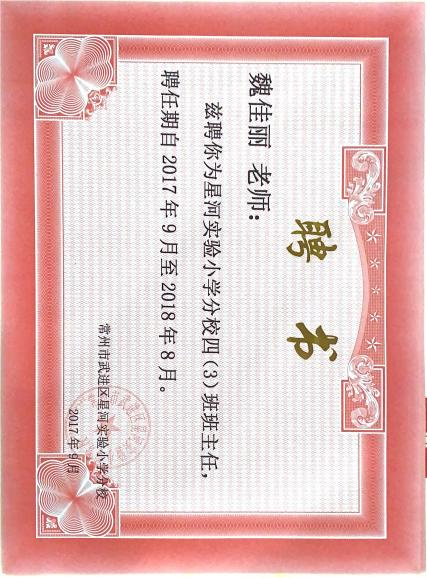 聘书
魏佳丽 老师：
兹聘你为星河实验小学分校四（3）班班主任，
聘任期自 2017 年 9 月至 2018 年 8 月。
常州市武进区星河实验小学分校
2017 年 9 月